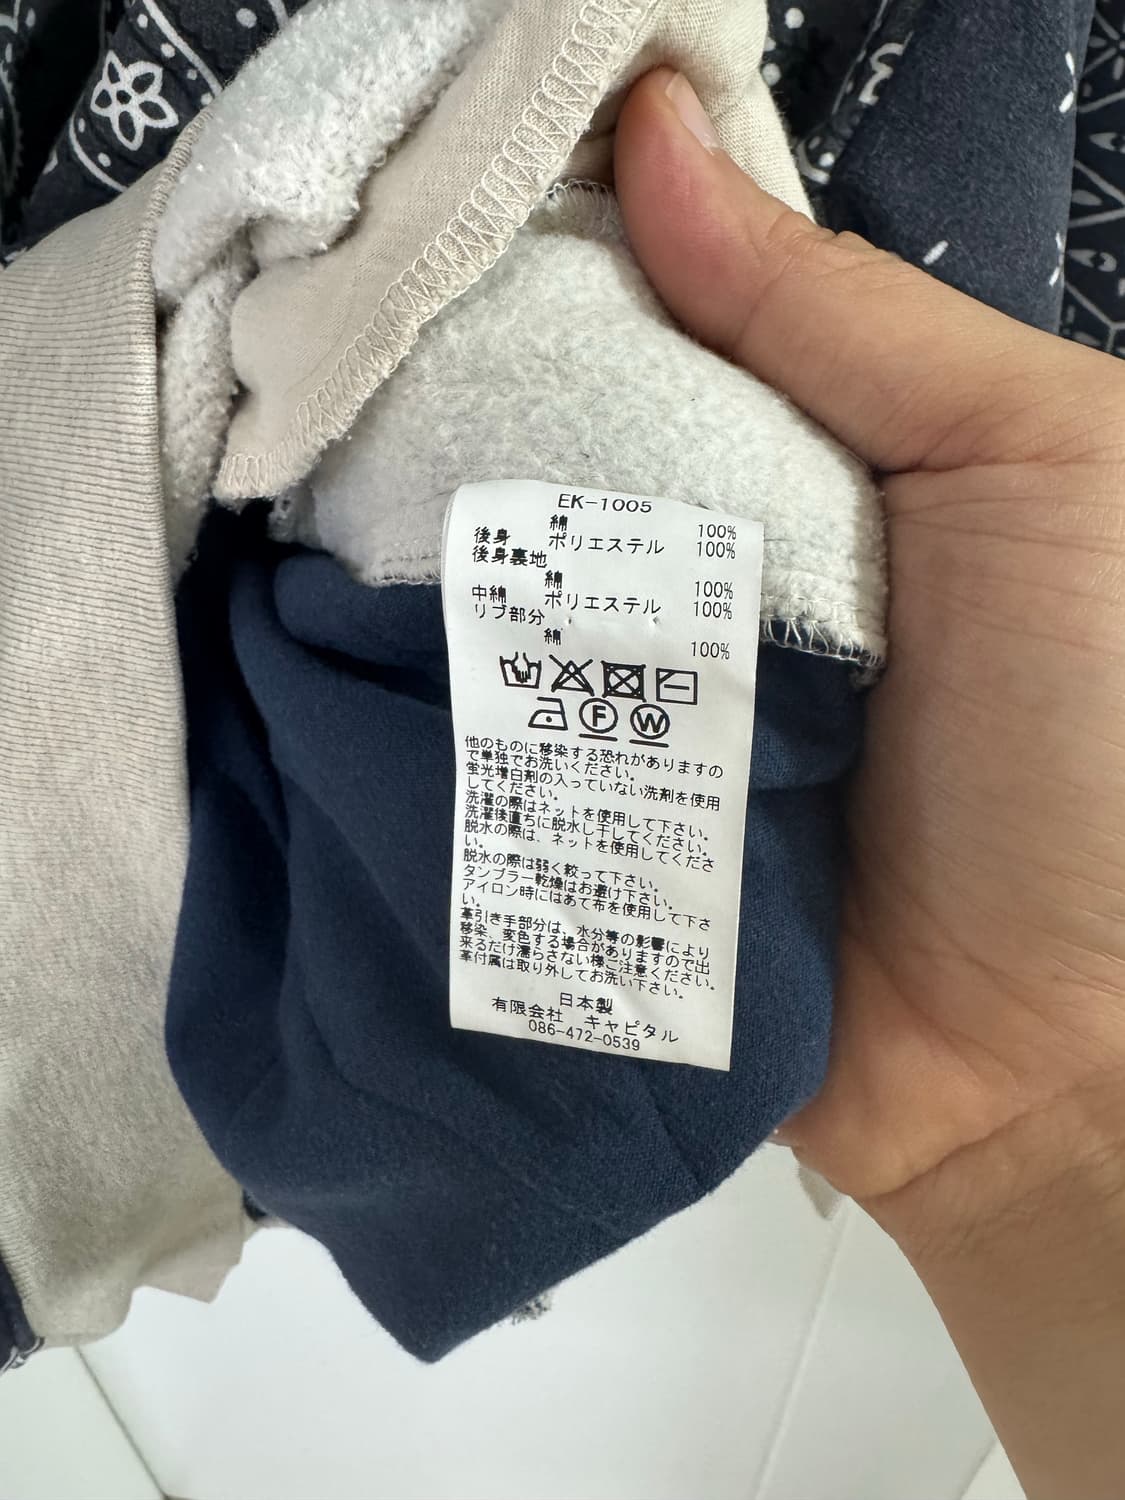 EK-1005
綿 100%
後身 ポリエステル 100%
後身裏地
綿 100%
中綿 ポリエステル 100%
リブ部分
綿 100%
F W
他のものに移染する恐れがありますの
で単独でお洗いください。
蛍光増白剤の入っていない洗剤を使用
してください。
洗濯の際はネットを使用して下さい。
洗濯後直ちに脱水し干してください。
脱水の際は、ネットを使用してくださ
い。
脱水の際は弱く絞って下さい。
タンブラー乾燥はお避け下さい。
アイロン時にはあて布を使用して下さ
い。
革引き手部分は、水分等の影響により
移染、変色する場合がありますので出
来るだけ濡らさない様ご注意ください。
革付属は取り外してお洗い下さい。
日本製
有限会社 キャピタル
086-472-0539